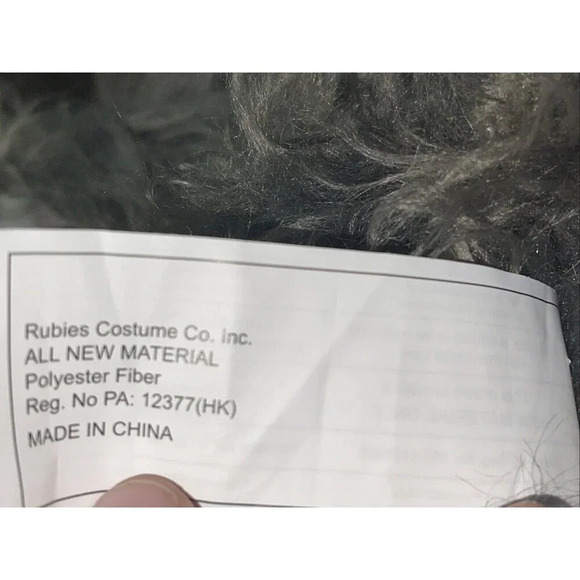 Rubies Costume Co. Inc.
ALL NEW MATERIAL
Polyester Fiber
Reg. No PA: 12377(HK)
MADE IN CHINA